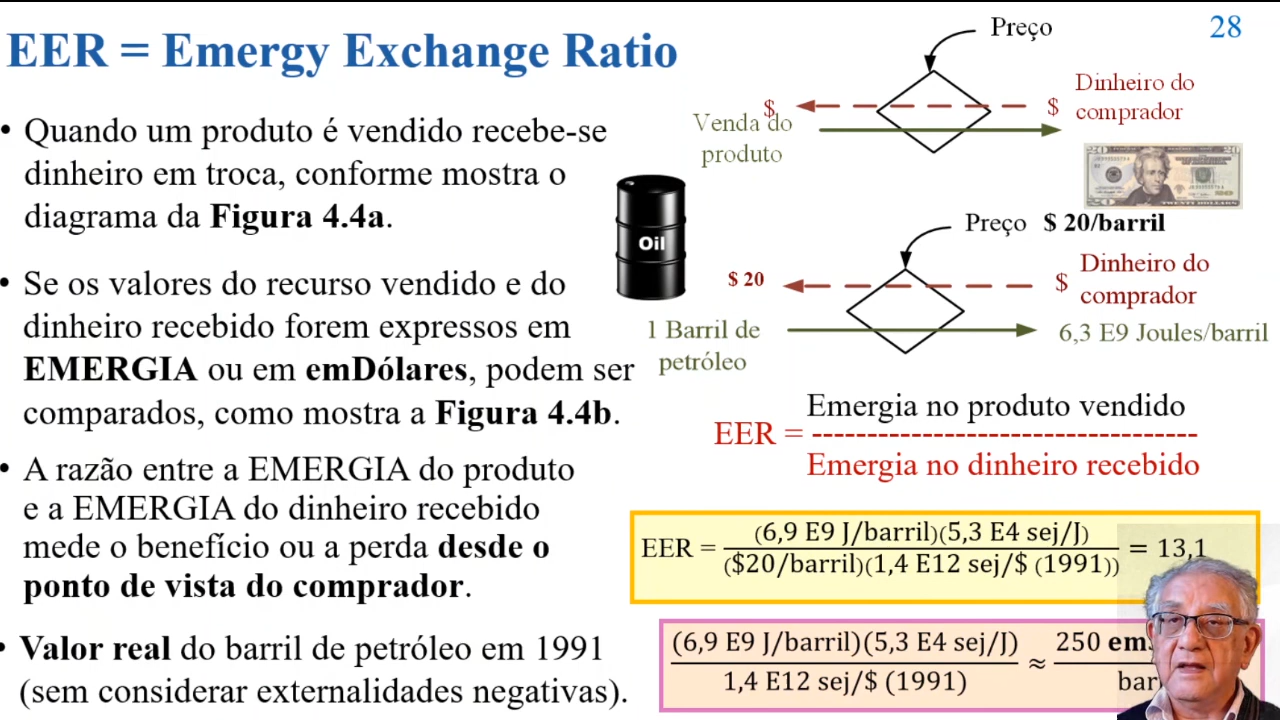 28
EER = Emergy Exchange Ratio
• Quando um produto é vendido recebe-se
dinheiro em troca, conforme mostra o
diagrama da Figura 4.4a.
• Se os valores do recurso vendido e do
dinheiro recebido forem expressos em
EMERGIA ou em emDólares, podem ser
comparados, como mostra a Figura 4.4b.
• A razão entre a EMERGIA do produto
e a EMERGIA do dinheiro recebido
mede o benefício ou a perda desde o
ponto de vista do comprador.
• Valor real do barril de petróleo em 1991
(sem considerar externalidades negativas).
Preço
$
Venda do
produto
$
Dinheiro do
comprador
Oil
Preço $ 20/barril
$ 20
$
Dinheiro do
comprador
1 Barril de
petróleo
6,3 E9 Joules/barril
Emergia no produto vendido
EER = -----------------------------------
Emergia no dinheiro recebido
(6,9 E9 J/barril)(5,3 E4 sej/J)
EER = = 13,1
($20/barril)(1,4 E12 sej/$ (1991))
(6,9 E9 J/barril)(5,3 E4 sej/J)
1,4 E12 sej/$ (1991)
≈
250